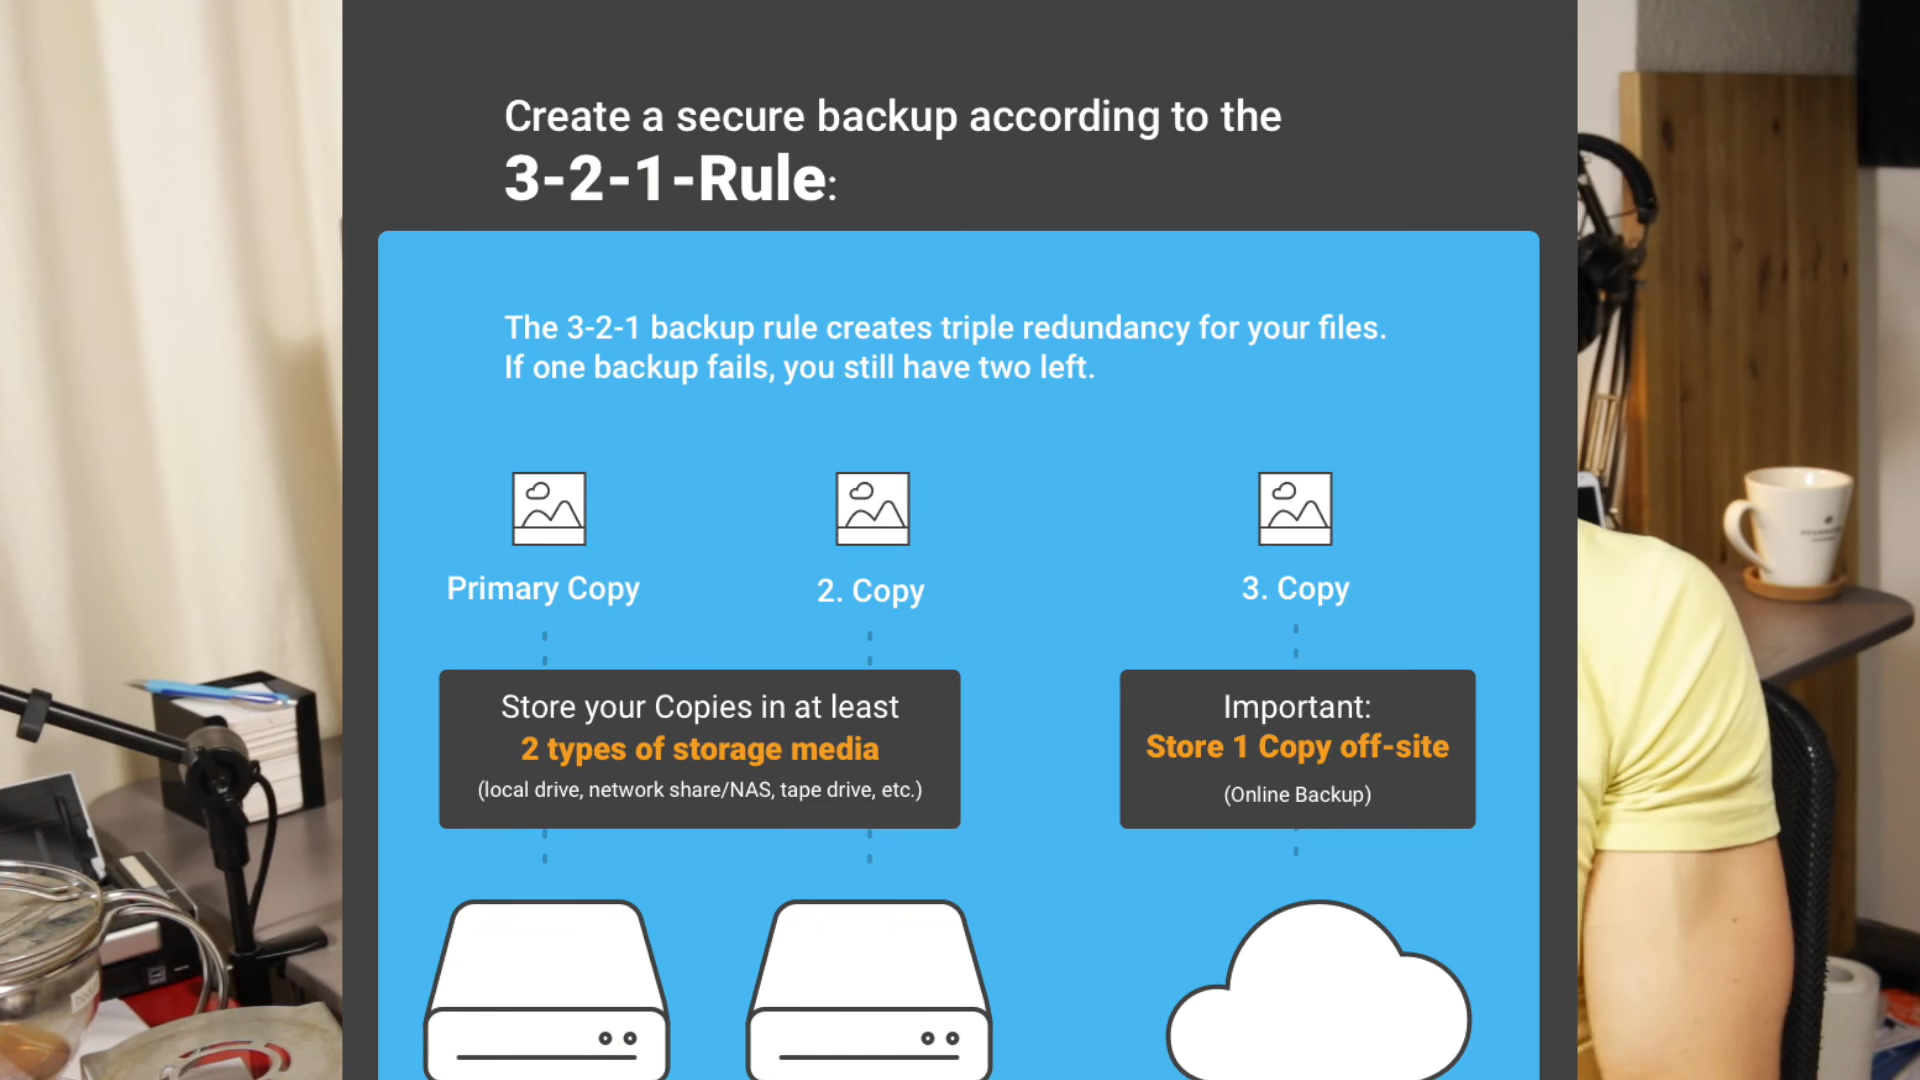 Create a secure backup according to the
3-2-1-Rule:
The 3-2-1 backup rule creates triple redundancy for your files.
If one backup fails, you still have two left.
Primary Copy
2. Copy
3. Copy
Store your Copies in at least
2 types of storage media
(local drive, network share/NAS, tape drive, etc.)
Important:
Store 1 Copy off-site
(Online Backup)